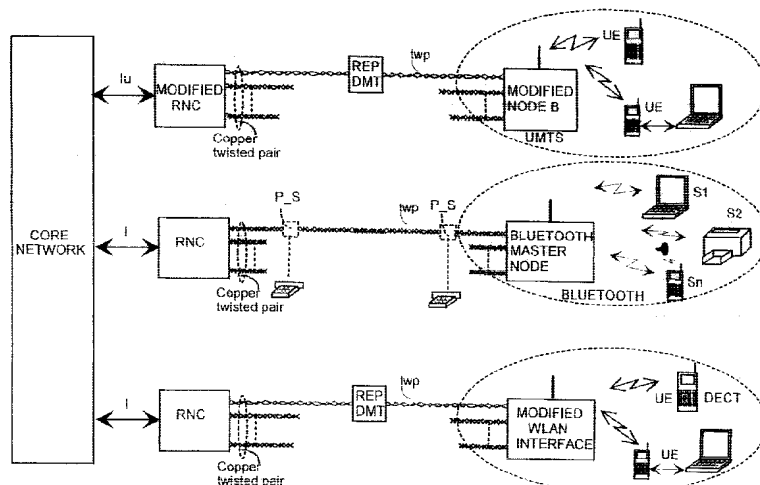 CORE
NETWORK
Iu
MODIFIED
RNC
Copper
twisted pair
REP
DMT
twp
MODIFIED
NODE B
UMTS
UE
UE
I
RNC
Copper
twisted pair
P_S
twp
P_S
BLUETOOTH
MASTER
NODE
BLUETOOTH
S1
S2
Sn
I
RNC
Copper
twisted pair
REP
DMT
twp
MODIFIED
WLAN
INTERFACE
UE DECT
UE